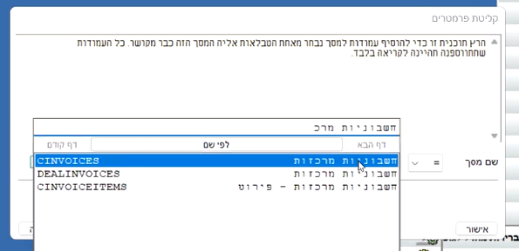 קליטת פרמטרים
הרץ תוכנית זו כדי להוסיף עמודות למסך נבחר מאחת הטבלאות אליה המסך הזה כבר מקושר. כל העמודות
שתתווספנה תהיינה לקריאה בלבד.
חשבוניות מרכ
דף הבא
לפי שם
דף קודם
שם מסך
=
חשבוניות מרכזות CINVOICES
חשבוניות מרכזות DEALINVOICES
חשבוניות מרכזות - פירוט CINVOICEITEMS
אישור